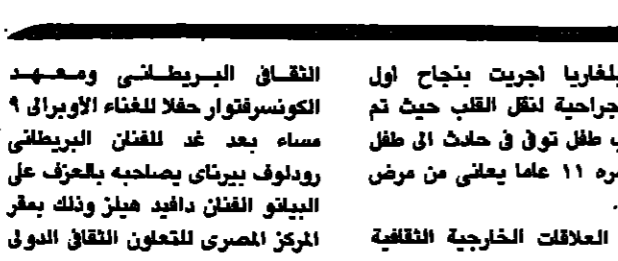 بلغاريا اجريت بنجاح اول
جراحية لنقل القلب حيث تم
طفل توفى فى حادث الى طفل
عمره ١١ عاما يعانى من مرض
.
العلاقات الخارجية الثقافية
الثقافى البريطانى ومعهد
الكونسرفتوار حفلا للغناء الأوبرالى ٩
مساء بعد غد للفنان البريطانى
رودلوف بيرناى يصاحبه بالعزف على
البيانو الفنان دافيد هيلز وذلك بمقر
المركز المصرى للتعاون الثقافى الدولى